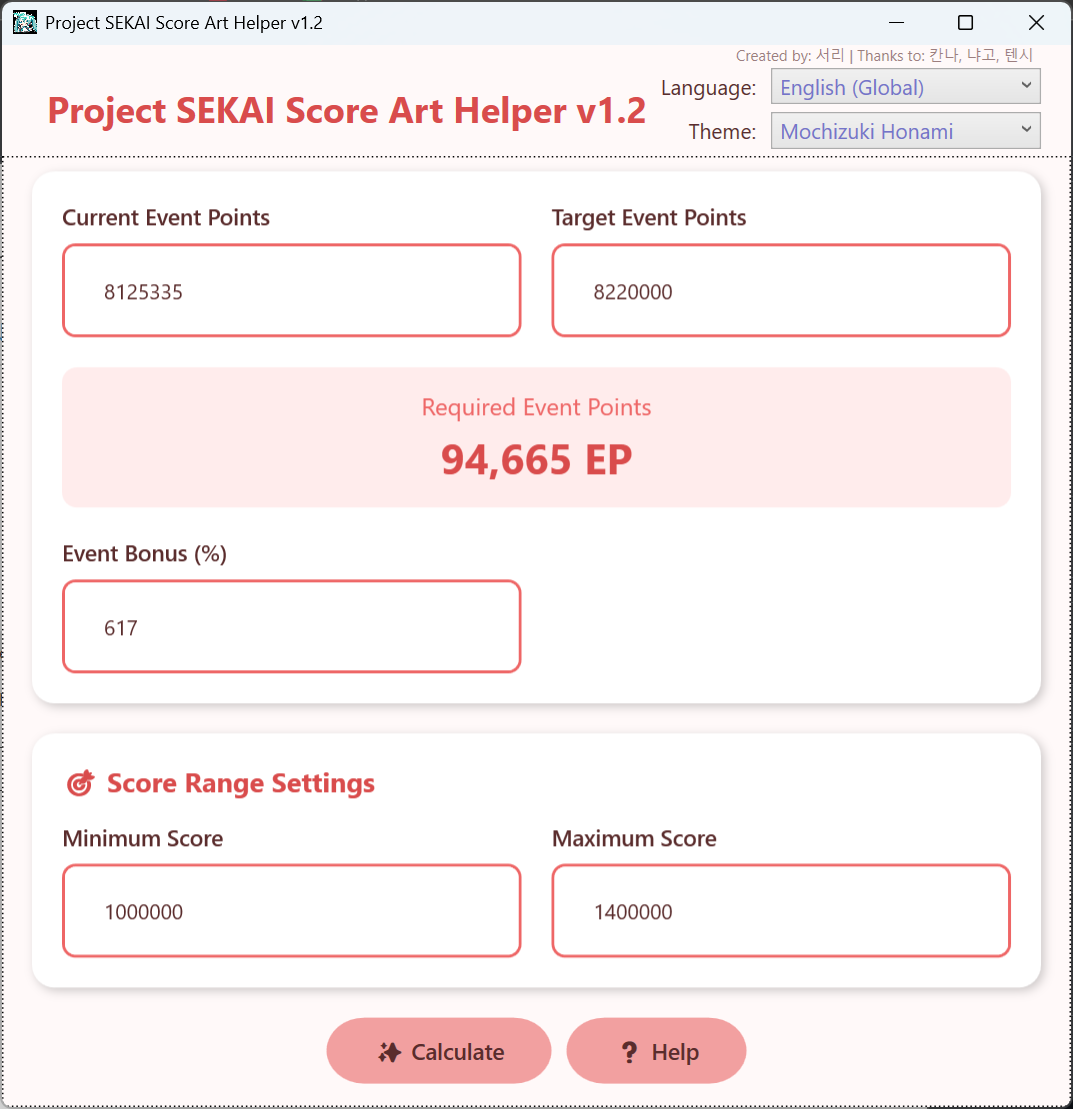 Project SEKAI Score Art Helper v1.2
Created by: 서리 | Thanks to: 칸나, 냐고, 텐시
Project SEKAI Score Art Helper v1.2
Language: English (Global)
Theme: Mochizuki Honami
Current Event Points
Target Event Points
8125335
8220000
Required Event Points
94,665 EP
Event Bonus (%)
617
Score Range Settings
Minimum Score
Maximum Score
1000000
1400000
Calculate
? Help